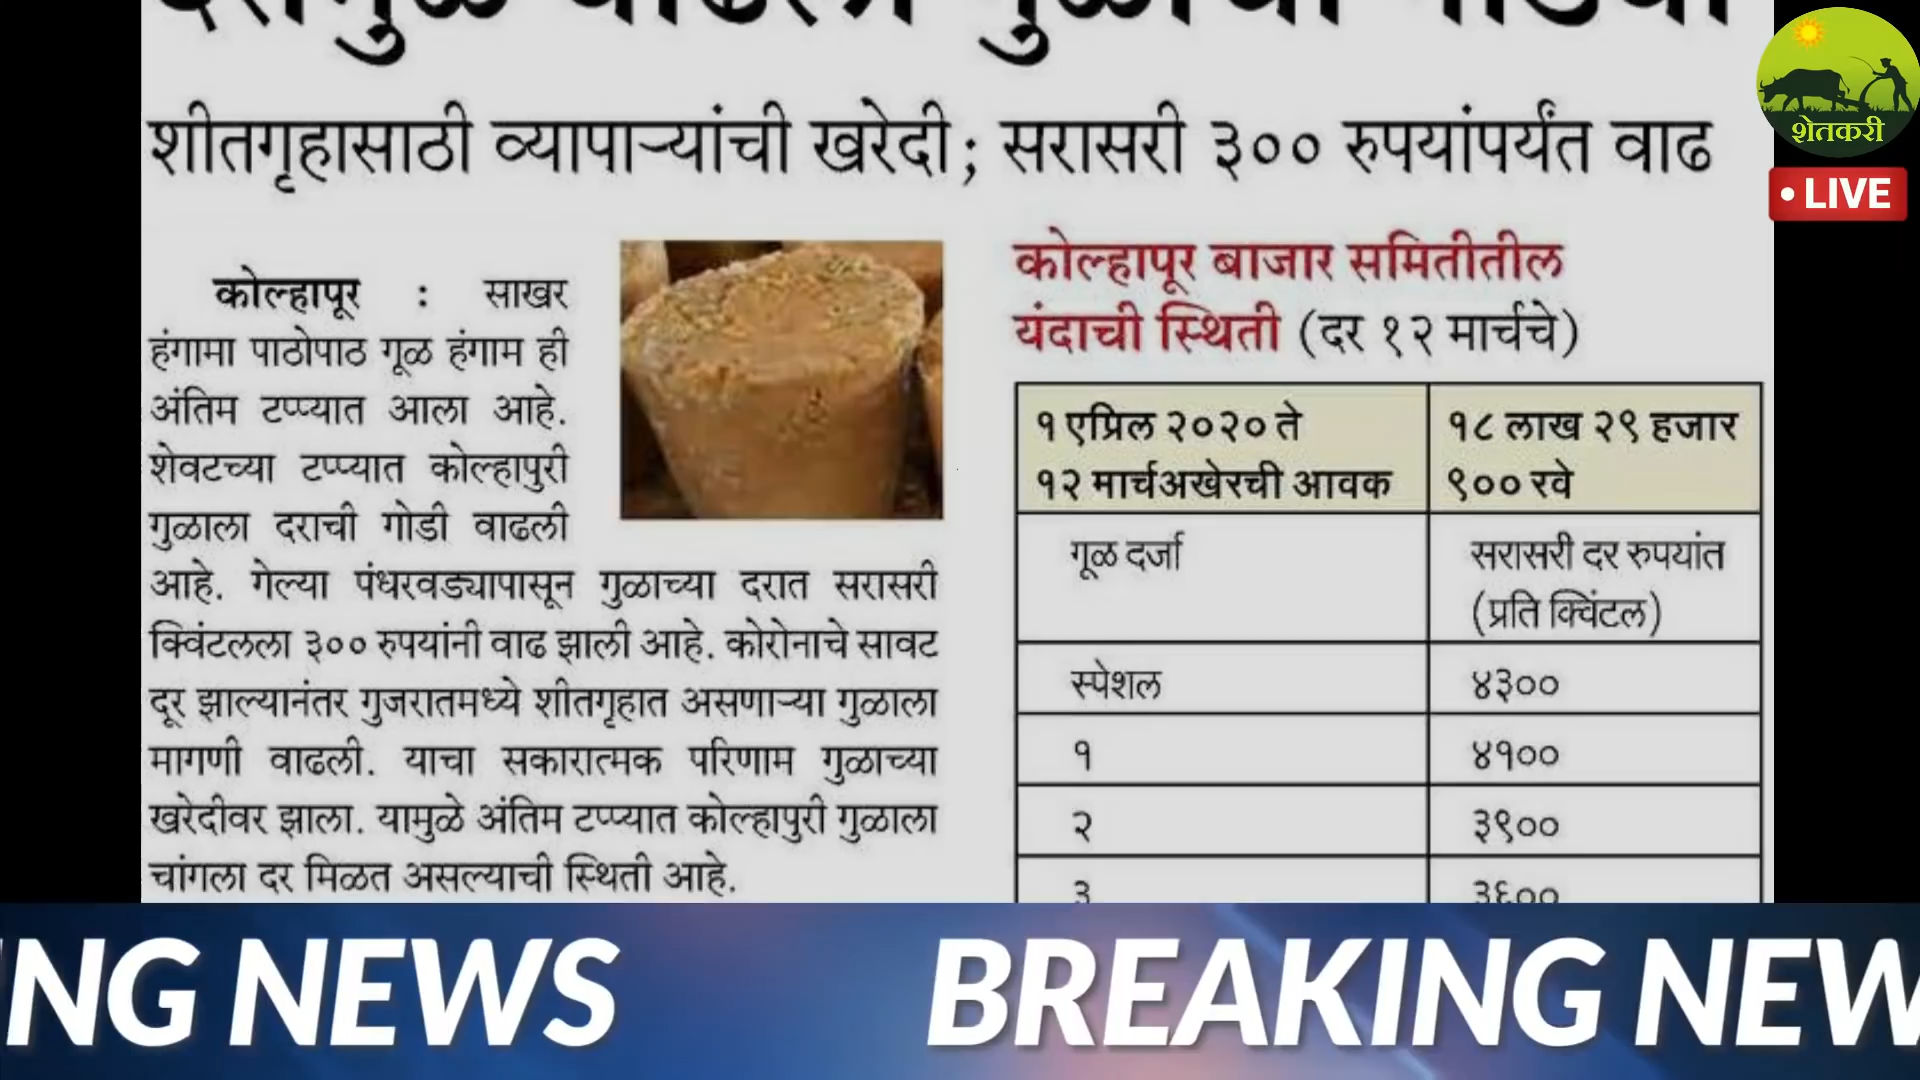 शीतगृहासाठी व्यापाऱ्यांची खरेदी; सरासरी ३०० रुपयांपर्यंत वाढ
शेतकरी
• LIVE
कोल्हापूर : साखर
हंगामा पाठोपाठ गूळ हंगाम ही
अंतिम टप्प्यात आला आहे.
शेवटच्या टप्प्यात कोल्हापुरी
गुळाला दराची गोडी वाढली
आहे. गेल्या पंधरवड्यापासून गुळाच्या दरात सरासरी
क्विंटलला ३०० रुपयांनी वाढ झाली आहे. कोरोनाचे सावट
दूर झाल्यानंतर गुजरातमध्ये शीतगृहात असणाऱ्या गुळाला
मागणी वाढली. याचा सकारात्मक परिणाम गुळाच्या
खरेदीवर झाला. यामुळे अंतिम टप्प्यात कोल्हापुरी गुळाला
चांगला दर मिळत असल्याची स्थिती आहे.
कोल्हापूर बाजार समितीतील
यंदाची स्थिती (दर १२ मार्चचे)
१ एप्रिल २०२० ते १८ लाख २९ हजार
१२ मार्चअखेरची आवक ९०० रवे
गूळ दर्जा सरासरी दर रुपयांत
(प्रति क्विंटल)
स्पेशल ४३००
१ ४१००
२ ३९००
३ ३६००
ING NEWS BREAKING NEW